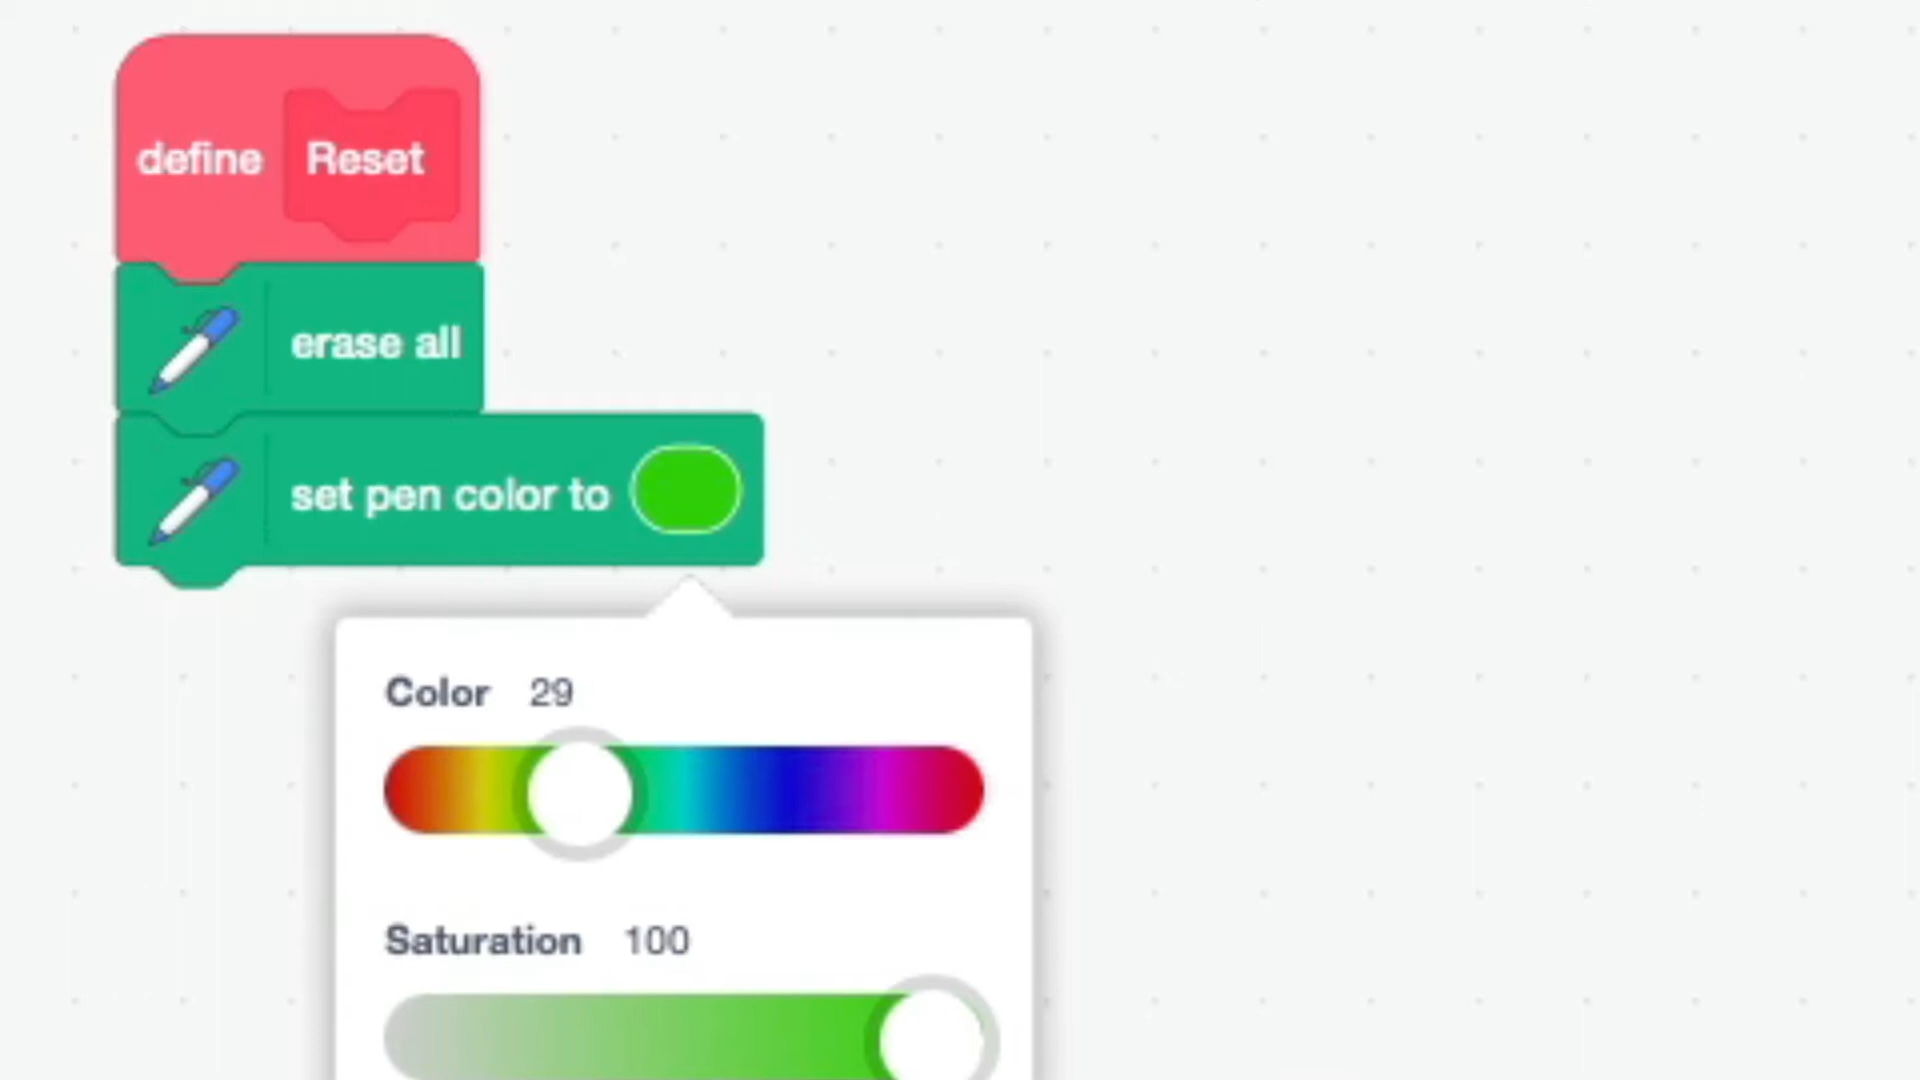 define Reset
erase all
set pen color to
Color 29
Saturation 100